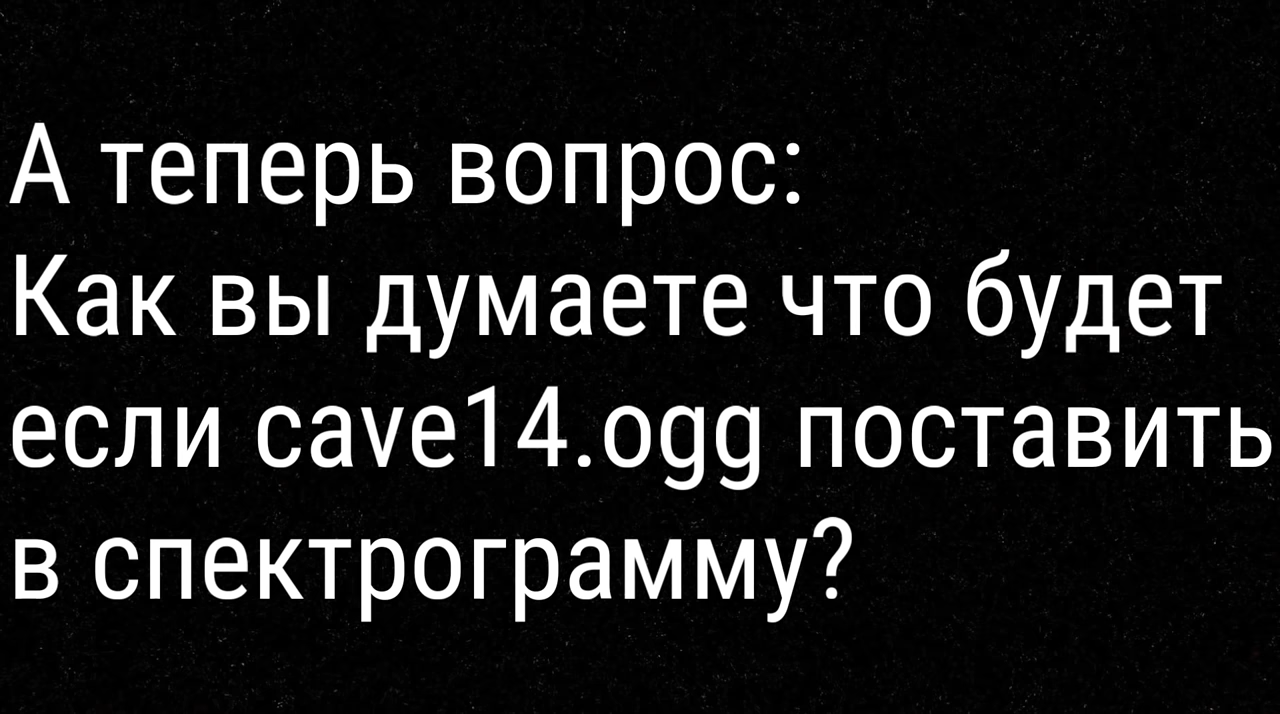 А теперь вопрос:
Как вы думаете что будет
если cave14.ogg поставить
в спектрограмму?